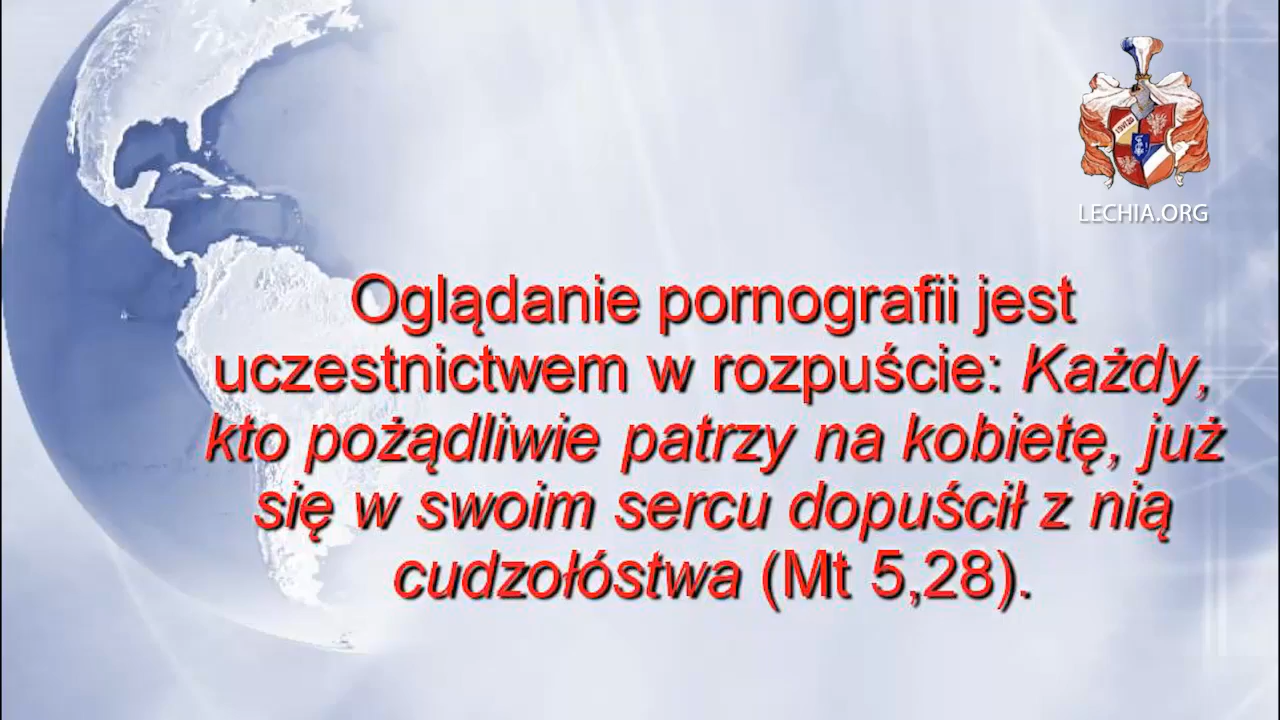 LECHIA.ORG
Oglądanie pornografii jest
uczestnictwem w rozpuście: Każdy,
kto pożądliwie patrzy na kobietę, już
się w swoim sercu dopuścił z nią
cudzołóstwa (Mt 5,28).